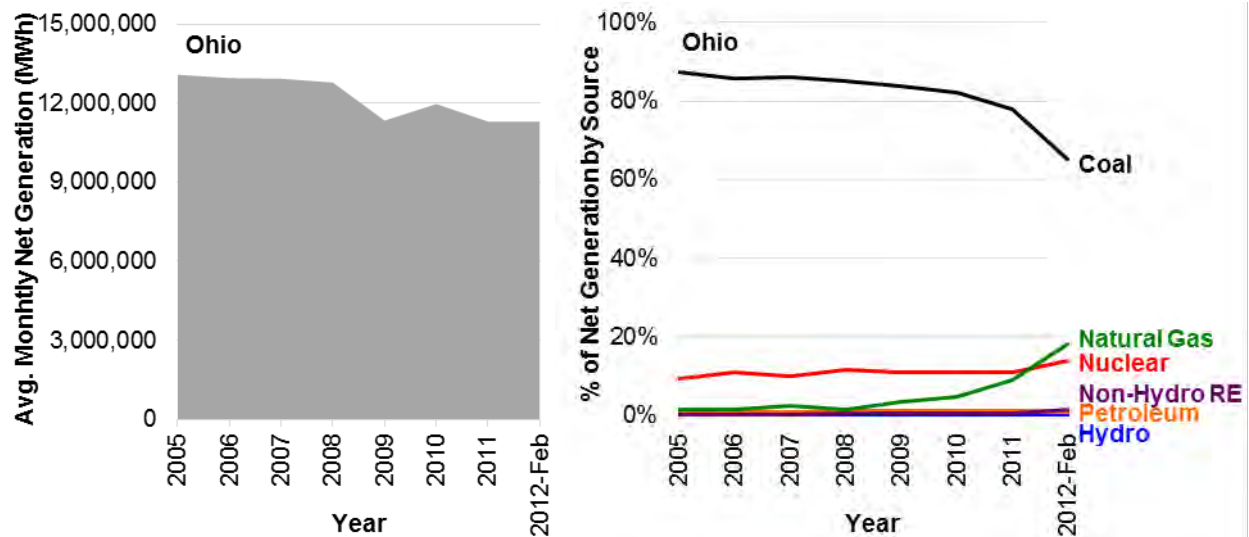 Avg. Monhtly Net Generation (MWh)
15,000,000
12,000,000
9,000,000
6,000,000
3,000,000
0
Ohio
2005
2006
2007
2008
2009
2010
2011
2012-Feb
Year
% of Net Generation by Source
100%
80%
60%
40%
20%
0%
Ohio
Coal
Natural Gas
Nuclear
Non-Hydro RE
Petroleum
Hydro
2005
2006
2007
2008
2009
2010
2011
2012-Feb
Year